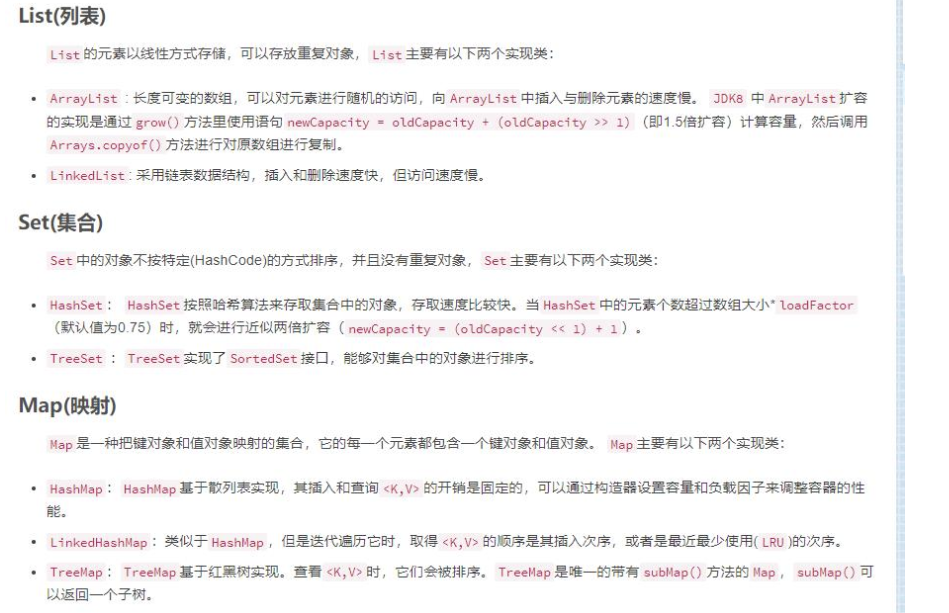 List(列表)
List 的元素以线性方式存储，可以存放重复对象， List 主要有以下两个实现类：
• ArrayList : 长度可变的数组，可以对元素进行随机的访问，向 ArrayList 中插入与删除元素的速度慢。 JDK8 中 ArrayList 扩容
的实现是通过 grow() 方法里使用语句 newCapacity = oldCapacity + (oldCapacity >> 1) （即1.5倍扩容）计算容量，然后调用
Arrays.copyof() 方法进行对原数组进行复制。
• LinkedList : 采用链表数据结构，插入和删除速度快，但访问速度慢。
Set(集合)
Set 中的对象不按特定(HashCode)的方式排序，并且没有重复对象， Set 主要有以下两个实现类：
• HashSet ： HashSet 按照哈希算法来存取集合中的对象，存取速度比较快。当 HashSet 中的元素个数超过数组大小* loadFactor
（默认值为0.75）时，就会进行近似两倍扩容（ newCapacity = (oldCapacity << 1) + 1 ）。
• TreeSet ： TreeSet 实现了 SortedSet 接口，能够对集合中的对象进行排序。
Map(映射)
Map 是一种把键对象和值对象映射的集合，它的每一个元素都包含一个键对象和值对象。 Map 主要有以下两个实现类：
• HashMap ： HashMap 基于散列表实现，其插入和查询 <K,V> 的开销是固定的，可以通过构造器设置容量和负载因子来调整容器的性
能。
• LinkedHashMap ： 类似于 HashMap ，但是迭代遍历它时，取得 <K,V> 的顺序是其插入次序，或者是最近最少使用( LRU )的次序。
• TreeMap ： TreeMap 基于红黑树实现。查看 <K,V> 时，它们会被排序。 TreeMap 是唯一的带有 subMap() 方法的 Map ， subMap() 可
以返回一个子树。